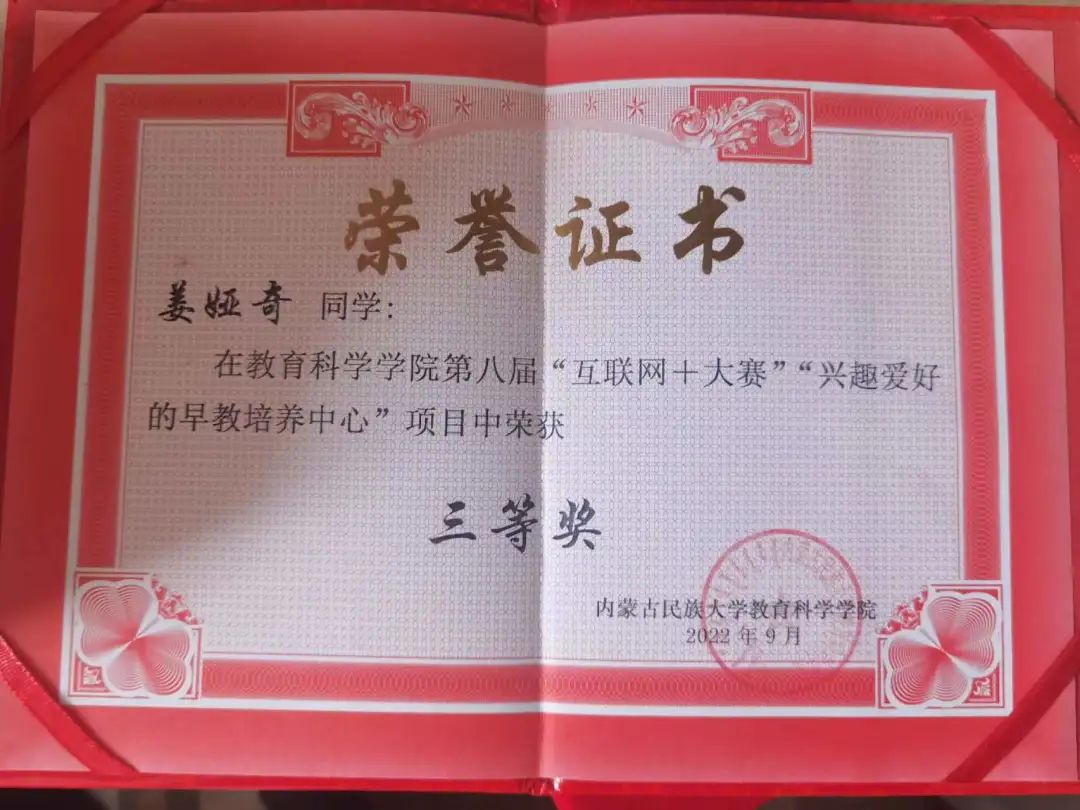 荣誉证书
姜娅奇 同学：
在教育科学学院第八届“互联网＋大赛”“兴趣爱好
的早教培养中心”项目中荣获
三等奖
内蒙古民族大学教育科学学院
2022 年 9 月